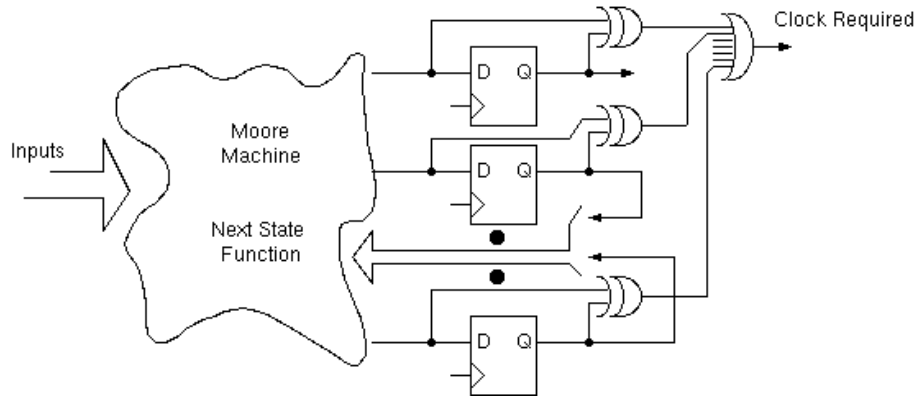 Clock Required
D Q
Moore
Machine
Inputs
D Q
Next State
Function
D Q